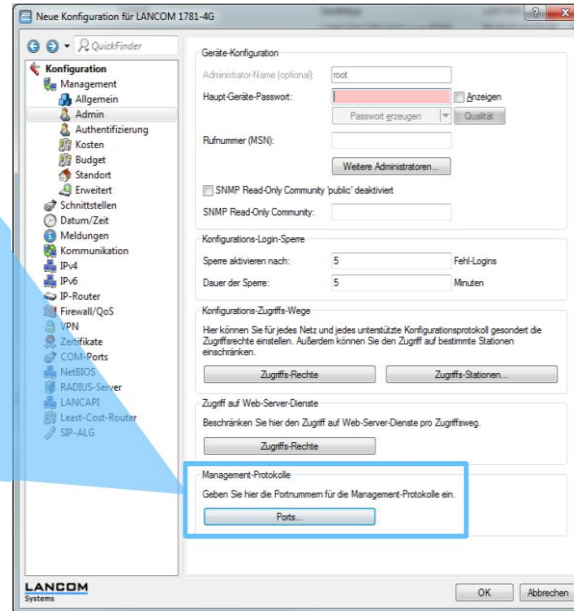 Neue Konfiguration für LANCOM 1781-4G
QuickFinder
Konfiguration
Management
Allgemein
Admin
Authentifizierung
Kosten
Budget
Standort
Erweitert
Schnittstellen
Datum/Zeit
Meldungen
Kommunikation
IPv4
IPv6
IP-Router
Firewall/QoS
VPN
Zertifikate
COM-Ports
NetBIOS
RADIUS-Server
LANCAPI
Least-Cost-Router
SIP-ALG
Geräte-Konfiguration
Administrator-Name (optional): root
Haupt-Geräte-Passwort: Anzeigen
Passwort erzeugen Qualität
Rufnummer (MSN):
Weitere Administratoren...
SNMP Read-Only Community 'public' deaktiviert
SNMP Read-Only Community:
Konfigurations-Login-Sperre
Sperre aktivieren nach: 5 Fehl-Logins
Dauer der Sperre: 5 Minuten
Konfigurations-Zugriffs-Wege
Hier können Sie für jedes Netz und jedes unterstützte Konfigurationsprotokoll gesondert die
Zugriffsrechte einstellen. Außerdem können Sie den Zugriff auf bestimmte Stationen
einschränken.
Zugriffs-Rechte Zugriffs-Stationen...
Zugriff auf Web-Server-Dienste
Beschränken Sie hier den Zugriff auf Web-Server-Dienste pro Zugriffsweg.
Zugriffs-Rechte
Management-Protokolle
Geben Sie hier die Portnummern für die Management-Protokolle ein.
Ports...
LANCOM
Systems
OK Abbrechen